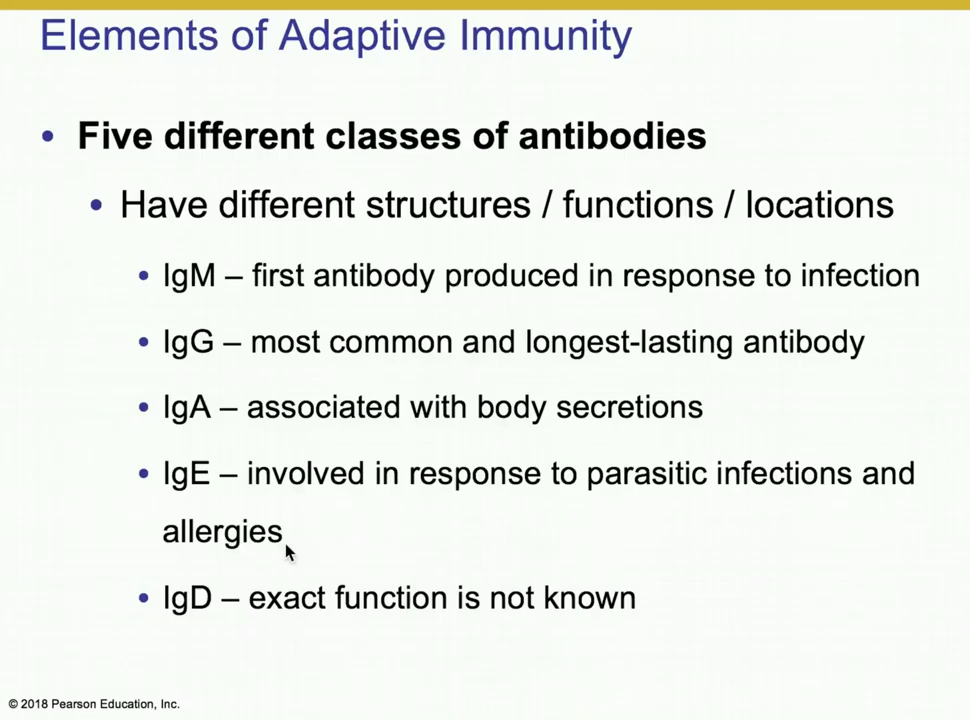 Elements of Adaptive Immunity
• Five different classes of antibodies
• Have different structures / functions / locations
• IgM – first antibody produced in response to infection
• IgG – most common and longest-lasting antibody
• IgA – associated with body secretions
• IgE – involved in response to parasitic infections and
allergies
• IgD – exact function is not known
© 2018 Pearson Education, Inc.